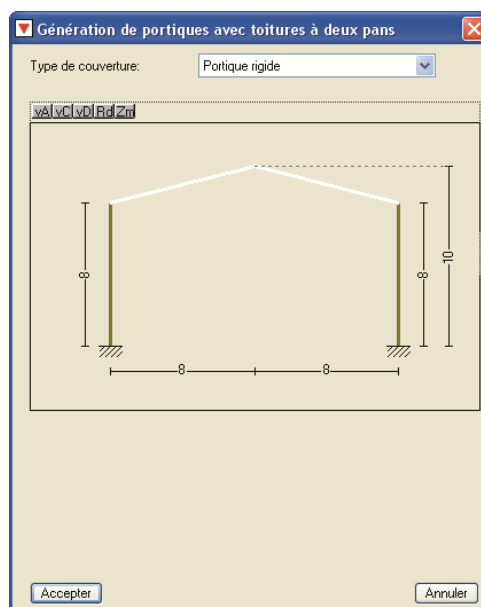 Génération de portiques avec toitures à deux pans
Type de couverture: Portique rigide
vA vC vD Rd Zm
8
8
10
8
8
Accepter
Annuler